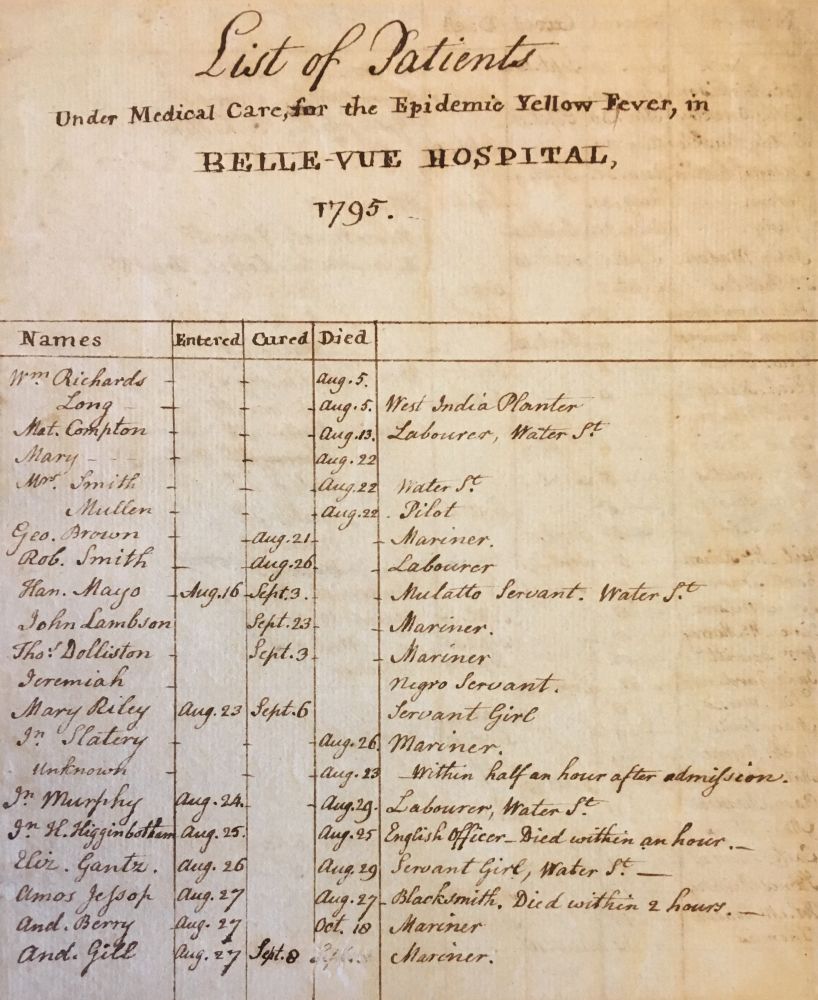 List of Patients
Under Medical Care, for the Epidemic Yellow Fever, in
BELLE-VUE HOSPITAL,
1795.
Names Entered Cured Died
Wm Richards - - - Aug. 5.
Long - - - Aug. 5. West India Planter
Mat. Compton - - - Aug. 13. Labourer, Water St
Mary - - - Aug. 22
Mrs. Smith - - - Aug. 22 Water St
Mullen - - - Aug. 22 . Pilot
Geo. Brown - - Aug. 21 - - Mariner.
Rob. Smith - - Aug. 26 - - Labourer
Han. Mayo - Aug. 16 - Sept. 3. - - Mulatto Servant. Water St
John Lambson Sept. 23 - - Mariner.
Thos Dolliston - Sept. 3 - - Mariner
Jeremiah - Negro Servant.
Mary Riley Aug. 23 Sept. 6 Servant Girl
Jn Slatery - - - Aug. 26 Mariner.
Unknown - - - Aug. 23 - Within half an hour after admission.
Jn Murphy Aug. 24. - Aug. 29. - Labourer, Water St
Jn H. Higginbotham Aug. 25. Aug. 25 English Officer - Died within an hour. -
Eliz. Gantz. Aug. 26 Aug. 29 - Servant Girl, Water St -
Amos Jessop Aug. 27 Aug. 27 - Blacksmith. Died within 2 hours. -
And. Berry Aug. 27 Oct. 18 Mariner
And. Gill Aug. 27 Sept. 8 Mariner.